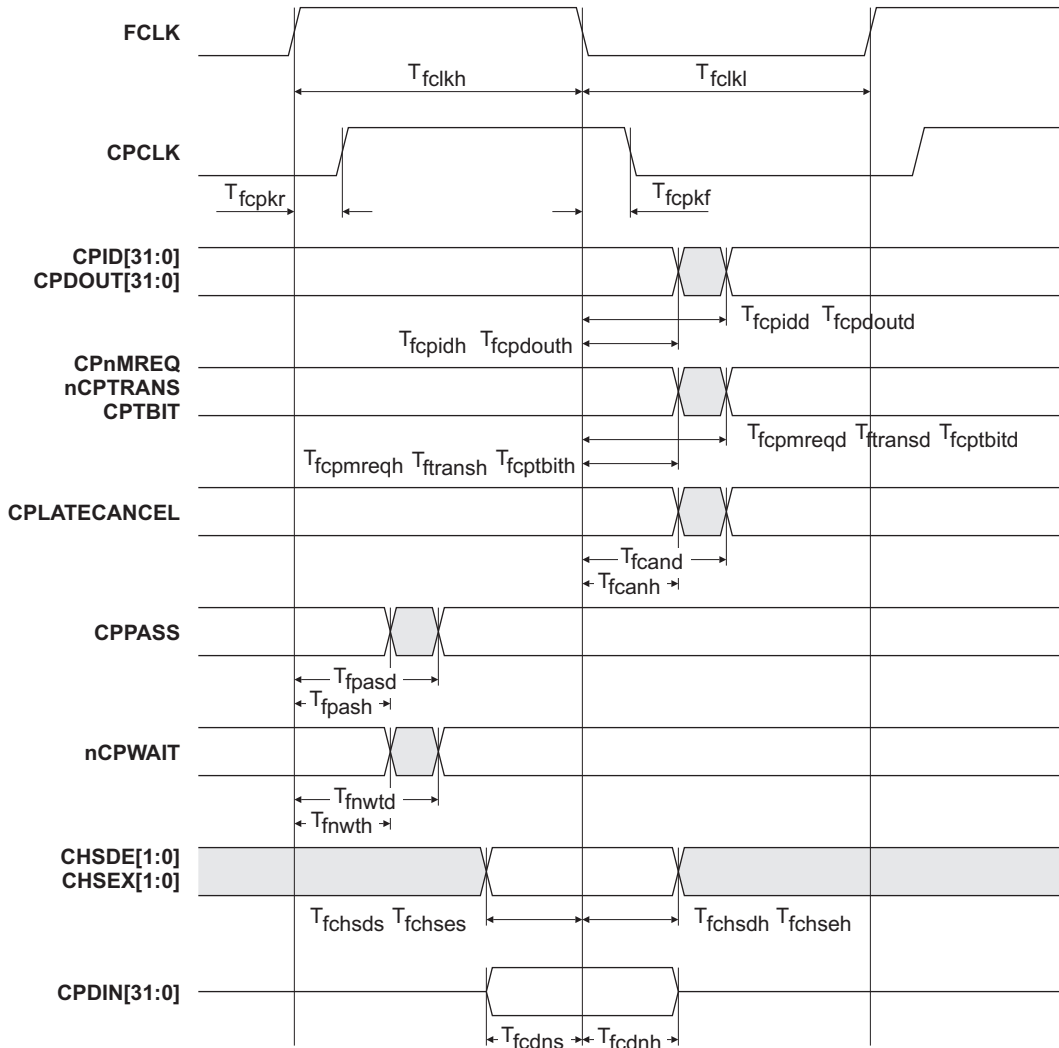 FCLK
Tfclkh
Tfclkl
CPCLK
Tfcpkr
Tfcpkf
CPID[31:0]
CPDOUT[31:0]
Tfcpidd Tfcpdoutd
Tfcpidh Tfcpdouth
CPnMREQ
nCPTRANS
CPTBIT
Tfcpmreqd Tftransd Tfcptbitd
Tfcpmreqh Tftransh Tfcptbith
CPLATECANCEL
Tfcand
Tfcanh
CPPASS
Tfpasd
Tfpash
nCPWAIT
Tfnwtd
Tfnwth
CHSDE[1:0]
CHSEX[1:0]
Tfchsds Tfchses
Tfchsdh Tfchseh
CPDIN[31:0]
Tfcdns
Tfcdnh